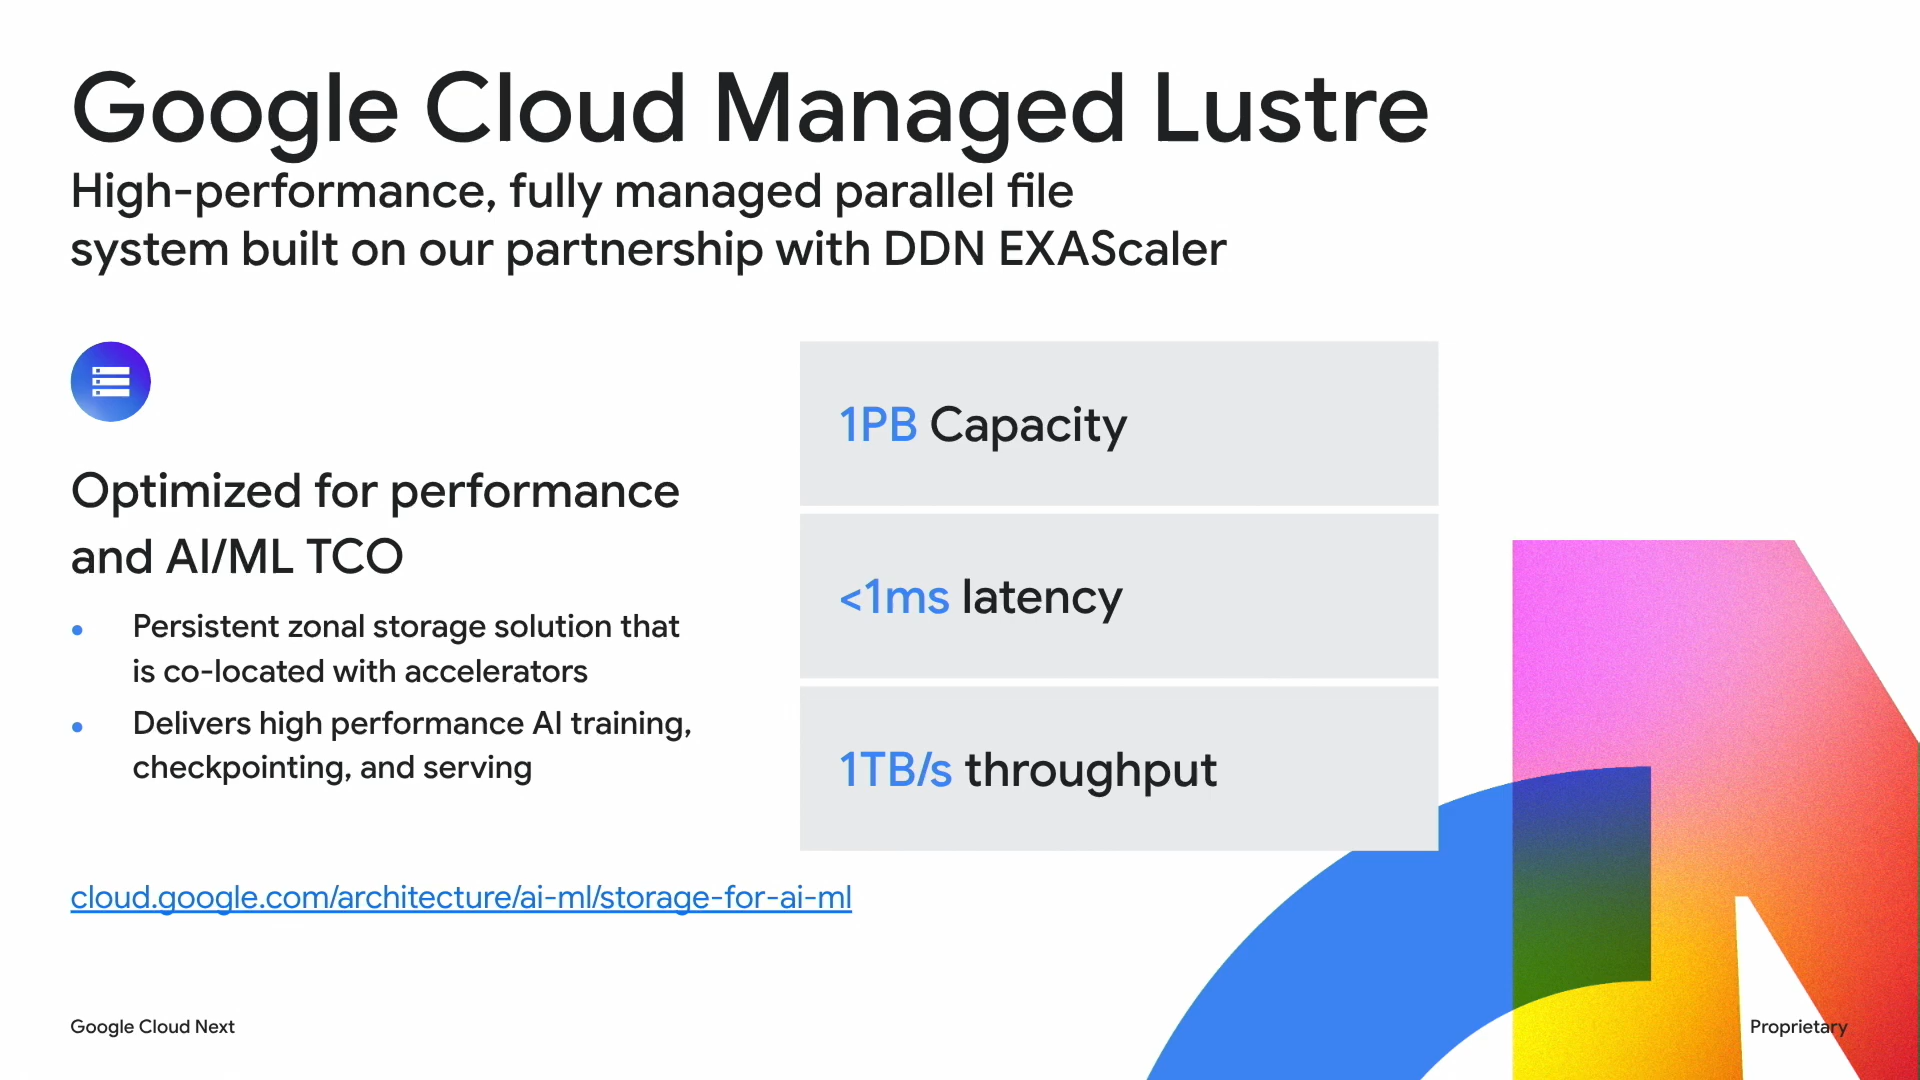 Google Cloud Managed Lustre
High-performance, fully managed parallel file
system built on our partnership with DDN EXAScaler
Optimized for performance
and AI/ML TCO
• Persistent zonal storage solution that
is co-located with accelerators
• Delivers high performance AI training,
checkpointing, and serving
1PB Capacity
<1ms latency
1TB/s throughput
cloud.google.com/architecture/ai-ml/storage-for-ai-ml
Google Cloud Next
Proprietary